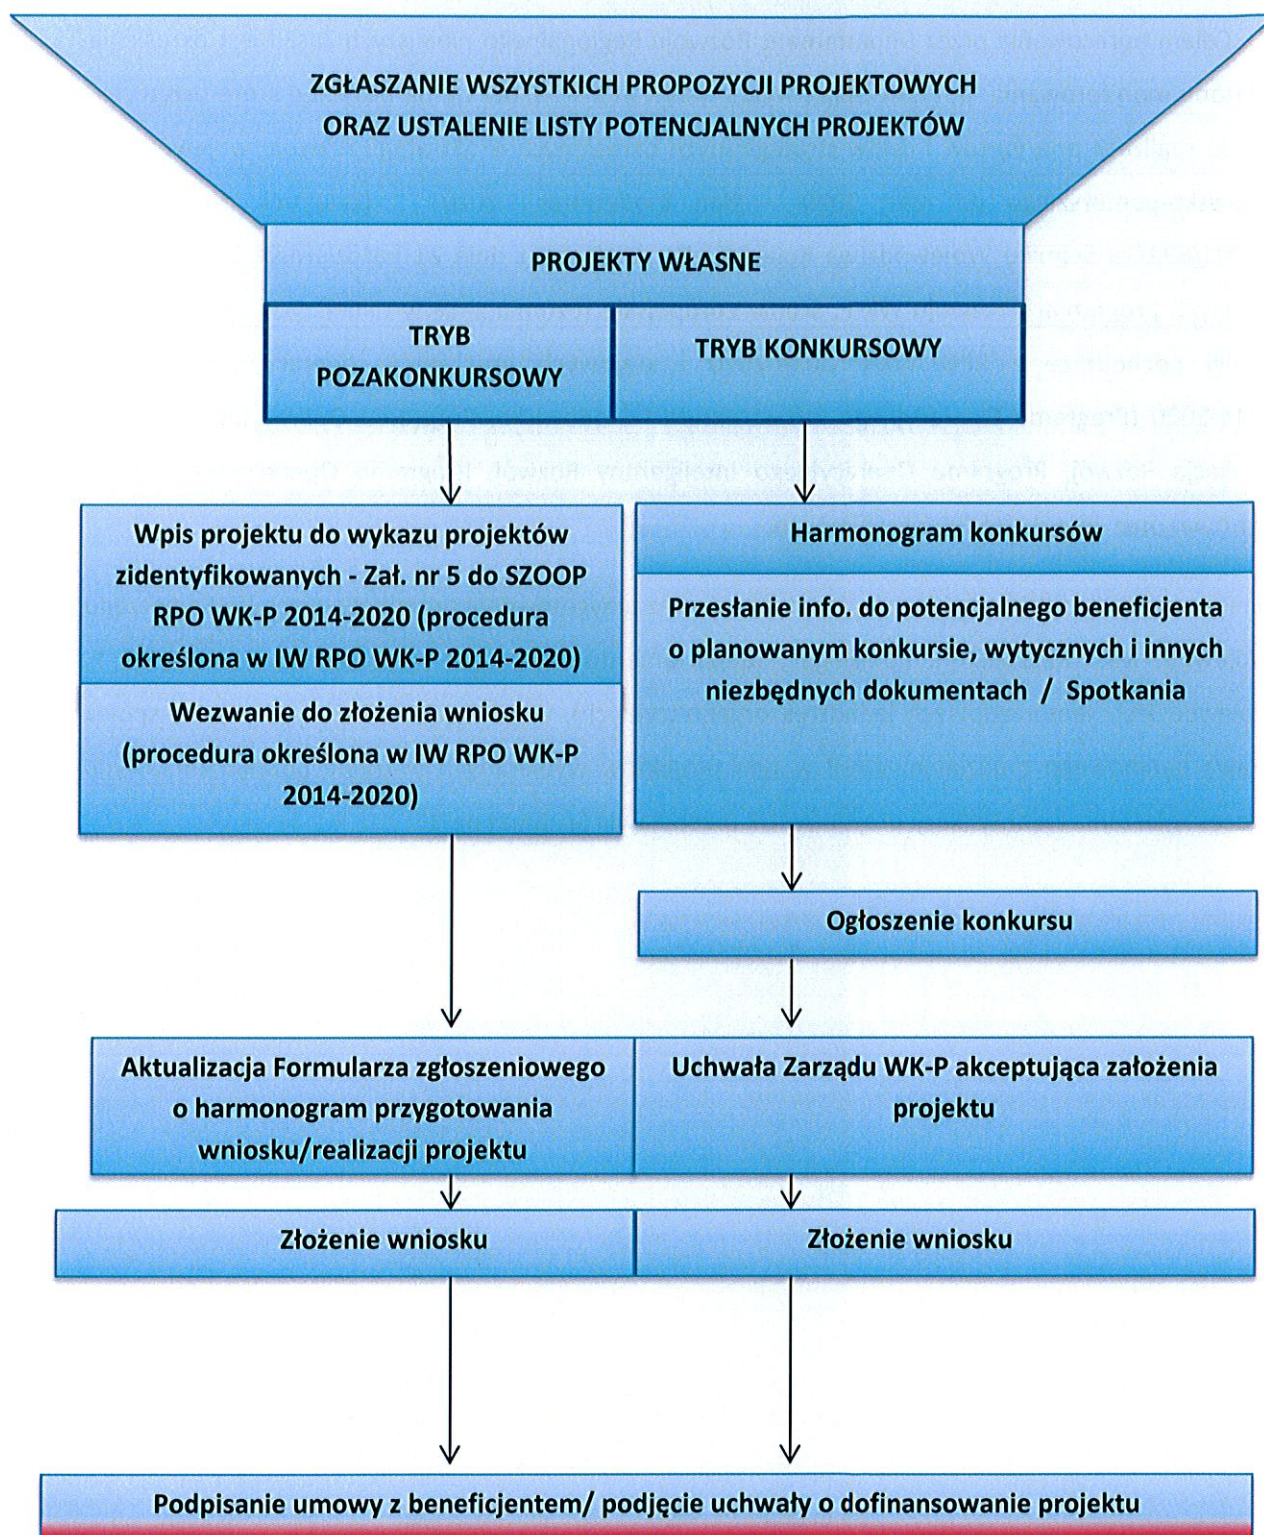 ZGŁASZANIE WSZYSTKICH PROPOZYCJI PROJEKTOWYCH
ORAZ USTALENIE LISTY POTENCJALNYCH PROJEKTÓW
PROJEKTY WŁASNE
TRYB
POZAKONKURSOWY
TRYB KONKURSOWY
Wpis projektu do wykazu projektów
zidentyfikowanych - Zał. nr 5 do SZOOP
RPO WK-P 2014-2020 (procedura
określona w IW RPO WK-P 2014-2020)
Wezwanie do złożenia wniosku
(procedura określona w IW RPO WK-P
2014-2020)
Harmonogram konkursów
Przesłanie info. do potencjalnego beneficjenta
o planowanym konkursie, wytycznych i innych
niezbędnych dokumentach / Spotkania
Ogłoszenie konkursu
Aktualizacja Formularza zgłoszeniowego
o harmonogram przygotowania
wniosku/realizacji projektu
Uchwała Zarządu WK-P akceptująca założenia
projektu
Złożenie wniosku
Złożenie wniosku
Podpisanie umowy z beneficjentem/ podjęcie uchwały o dofinansowanie projektu